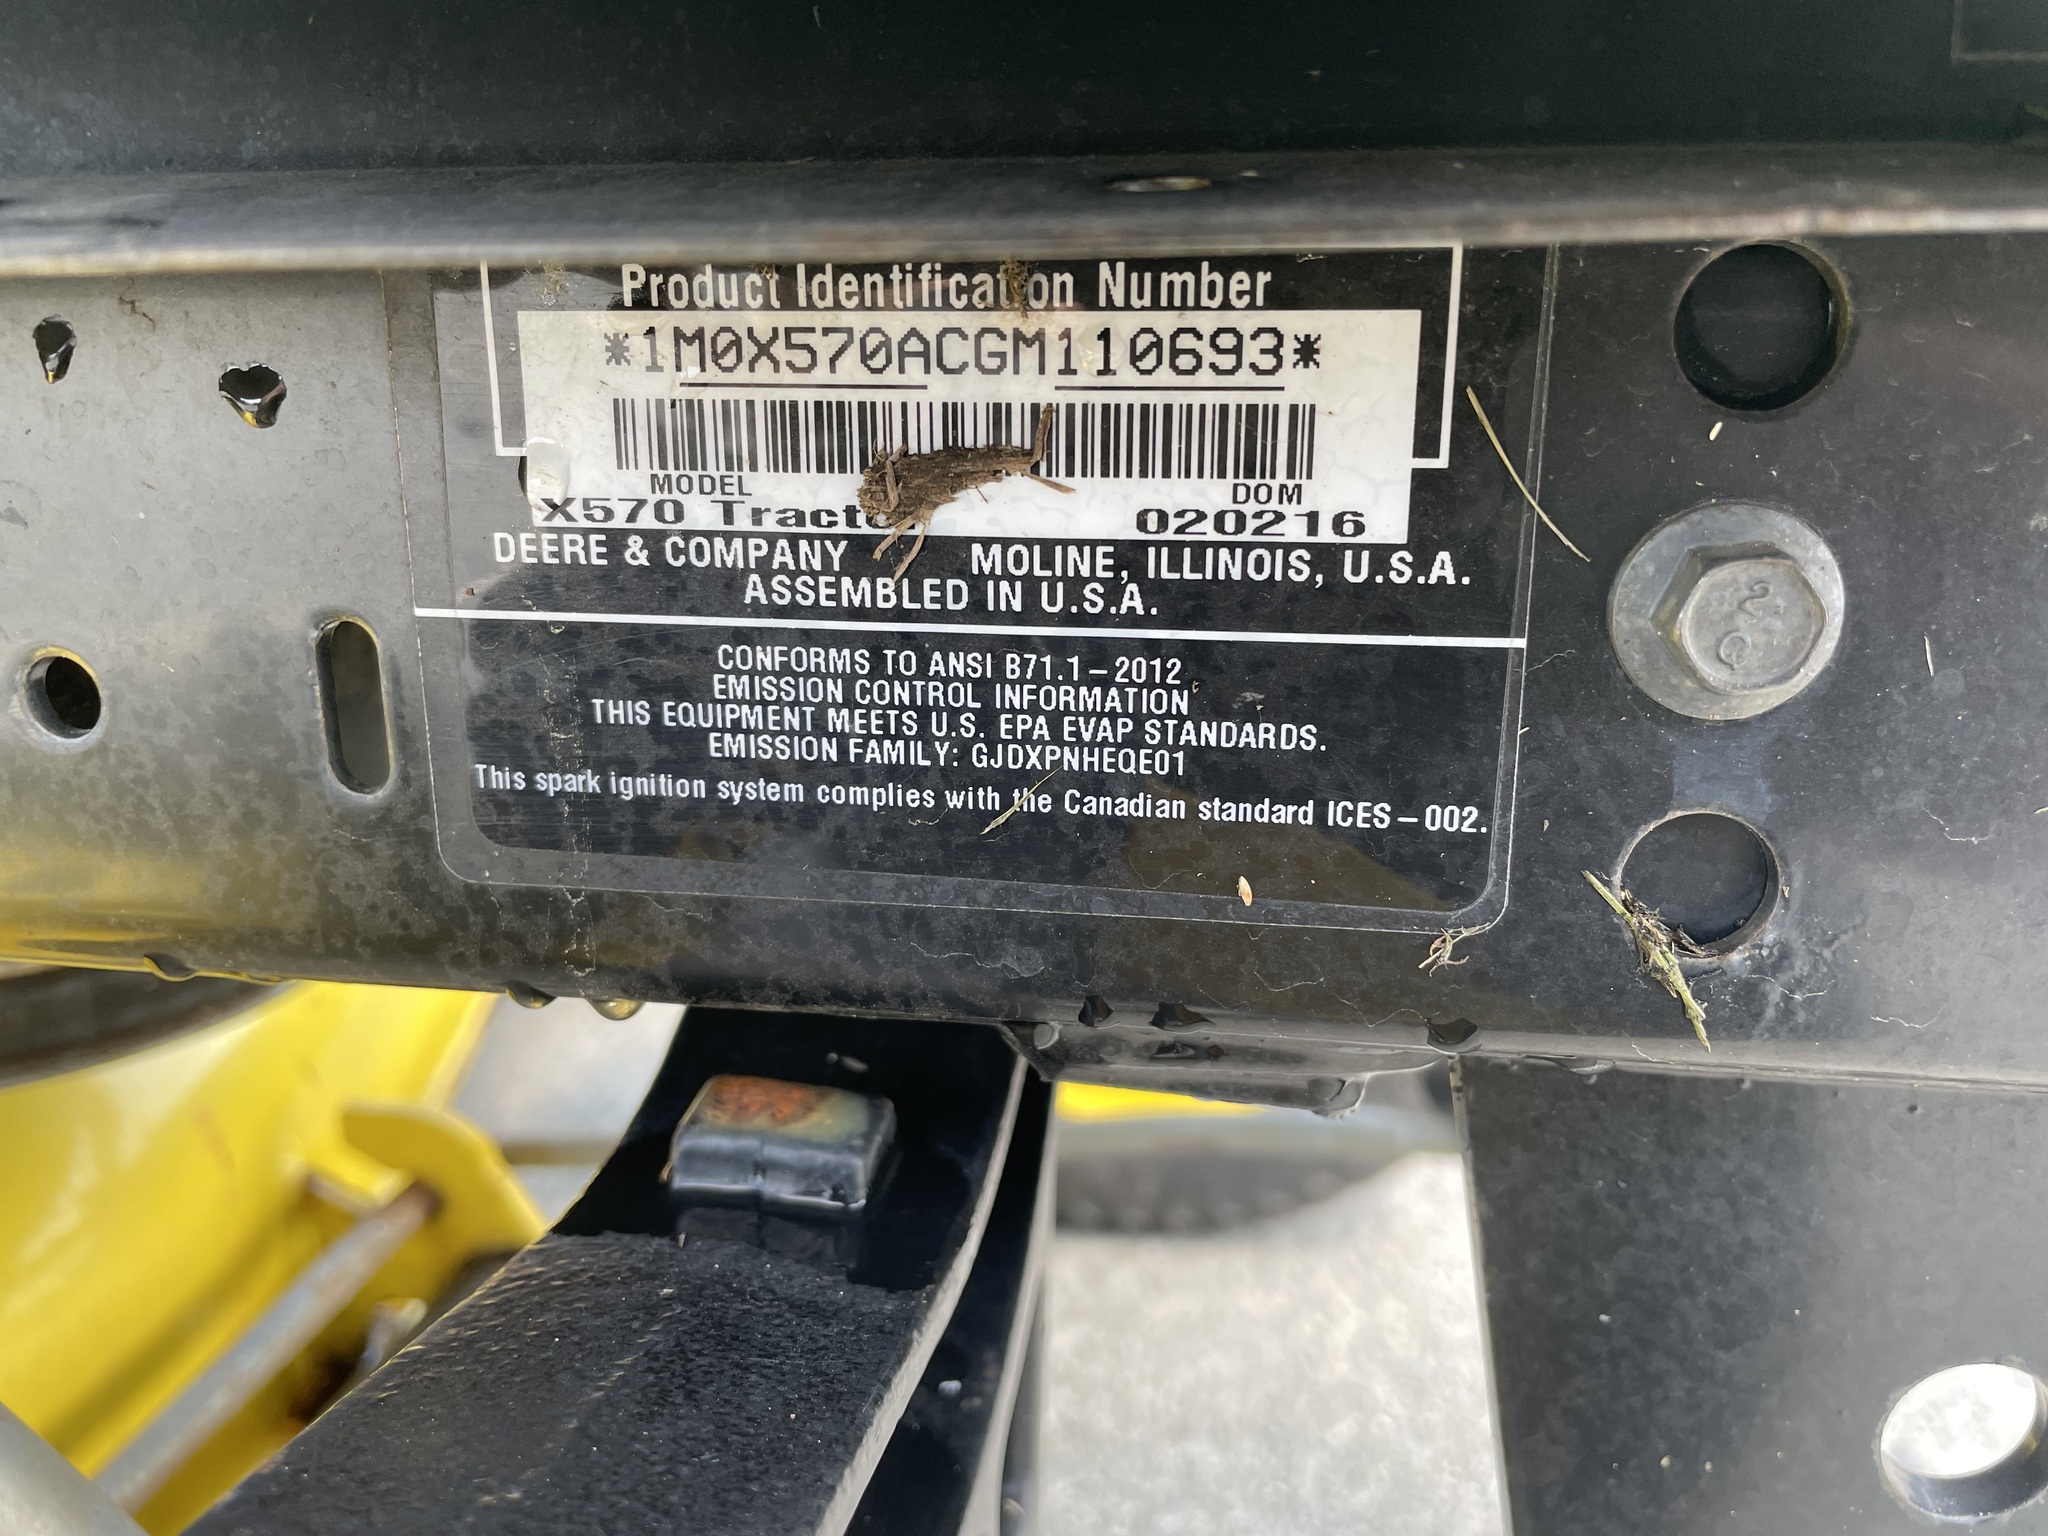 Product Identification Number
*1M0X570ACGM110693*
MODEL DOM
X570 Tractor 020216
DEERE & COMPANY MOLINE, ILLINOIS, U.S.A.
ASSEMBLED IN U.S.A.
CONFORMS TO ANSI B71.1-2012
EMISSION CONTROL INFORMATION
THIS EQUIPMENT MEETS U.S. EPA EVAP STANDARDS.
EMISSION FAMILY: GJDXPNHEQE01
This spark ignition system complies with the Canadian standard ICES-002.